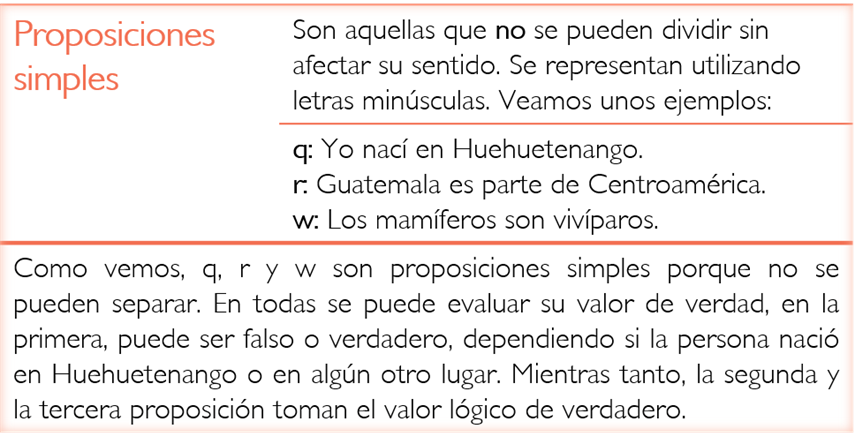 Proposiciones
simples
Son aquellas que no se pueden dividir sin
afectar su sentido. Se representan utilizando
letras minúsculas. Veamos unos ejemplos:
q: Yo nací en Huehuetenango.
r: Guatemala es parte de Centroamérica.
w: Los mamíferos son vivíparos.
Como vemos, q, r y w son proposiciones simples porque no se
pueden separar. En todas se puede evaluar su valor de verdad, en la
primera, puede ser falso o verdadero, dependiendo si la persona nació
en Huehuetenango o en algún otro lugar. Mientras tanto, la segunda y
la tercera proposición toman el valor lógico de verdadero.